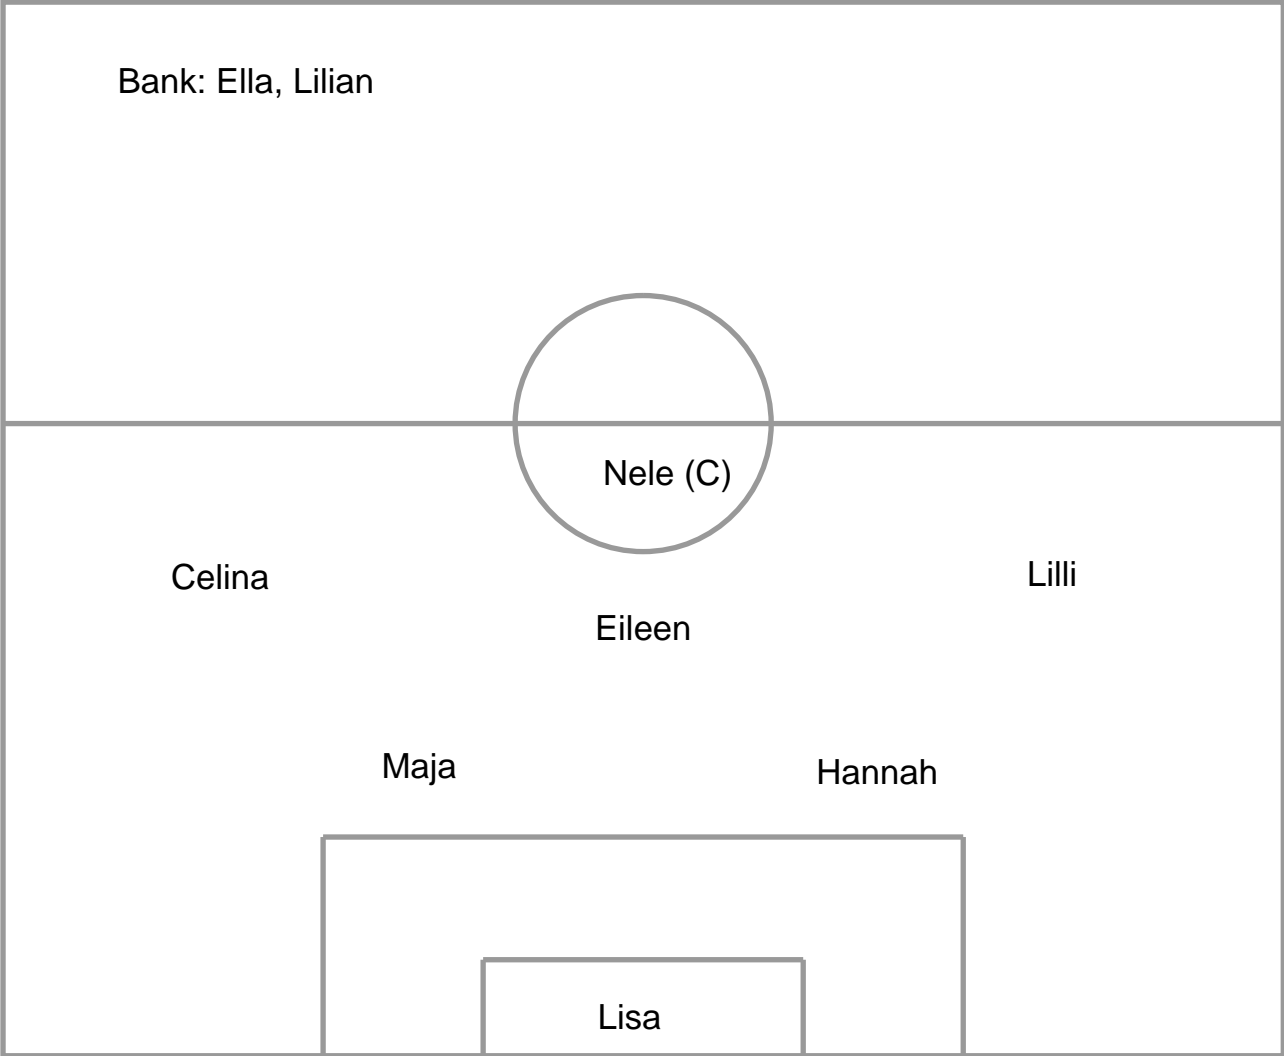 Bank: Ella, Lilian
Nele (C)
Celina
Lilli
Eileen
Maja
Hannah
Lisa